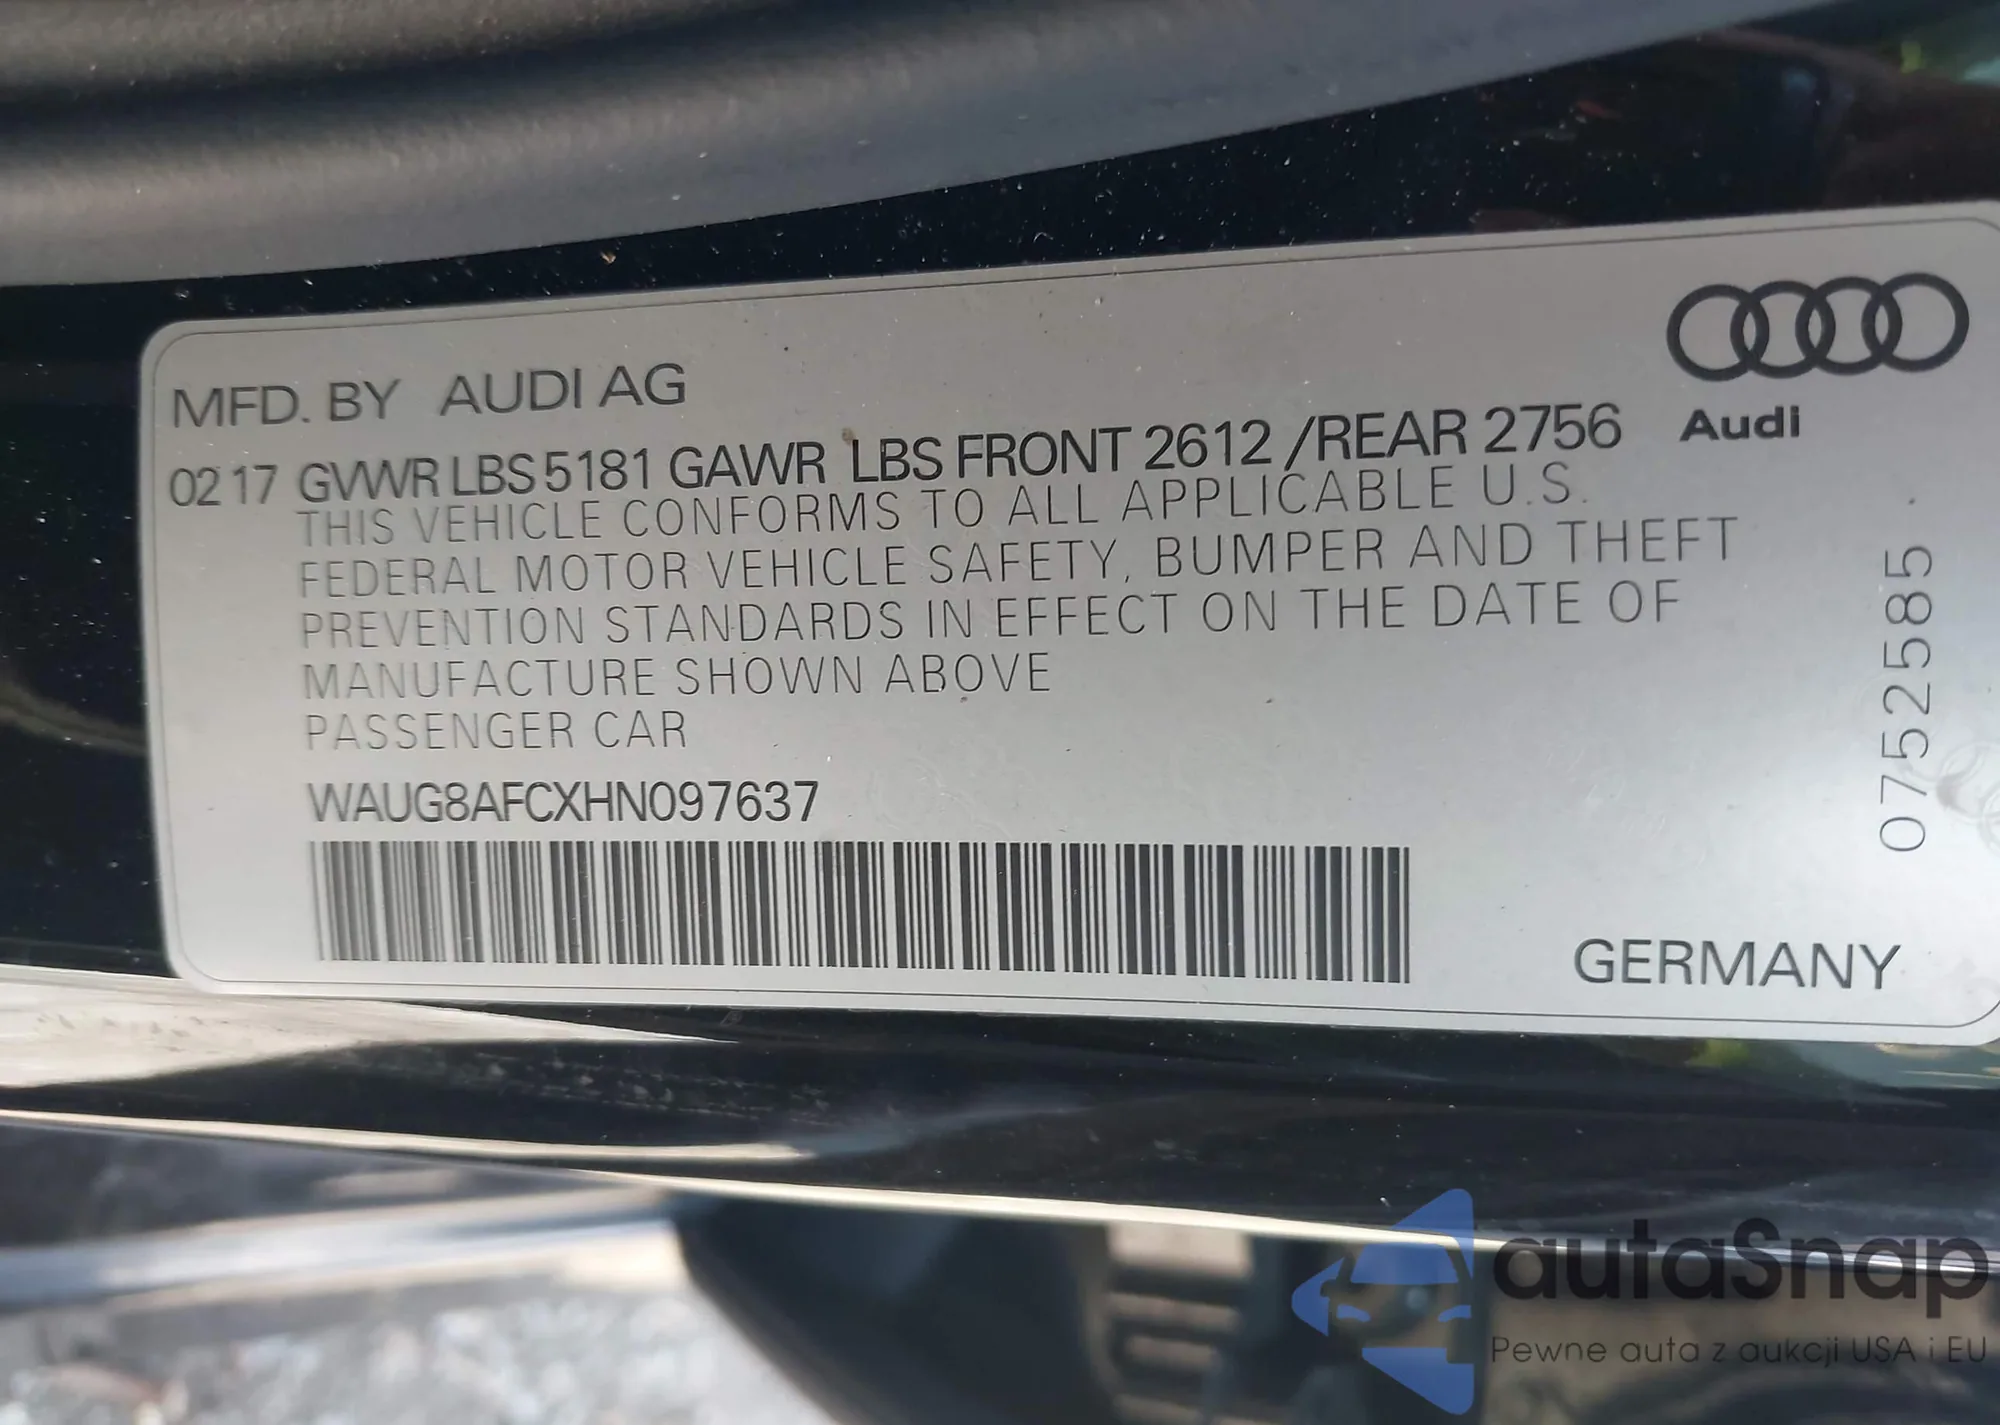 MFD. BY AUDI AG
Audi
02 17 GVWR LBS 5181 GAWR LBS FRONT 2612 /REAR 2756
THIS VEHICLE CONFORMS TO ALL APPLICABLE U.S.
FEDERAL MOTOR VEHICLE SAFETY, BUMPER AND THEFT
PREVENTION STANDARDS IN EFFECT ON THE DATE OF
MANUFACTURE SHOWN ABOVE
PASSENGER CAR
WAUG8AFCXHN097637
GERMANY
0752585
autaSnap
Pewne auta z aukcji USA i EU